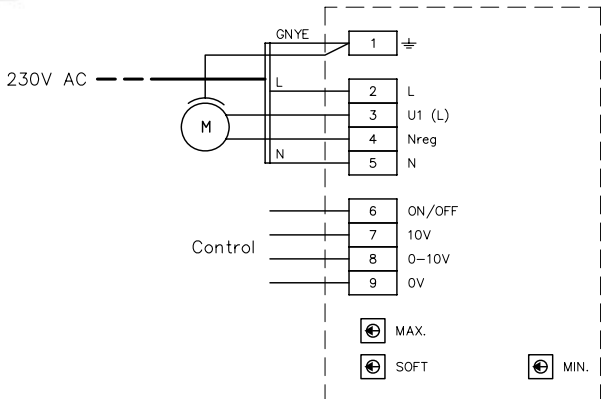 GNYE
1
230V AC
L
2 L
3 U1 (L)
M
4 Nreg
N
5 N
6 ON/OFF
7 10V
Control
8 0-10V
9 0V
MAX.
SOFT
MIN.